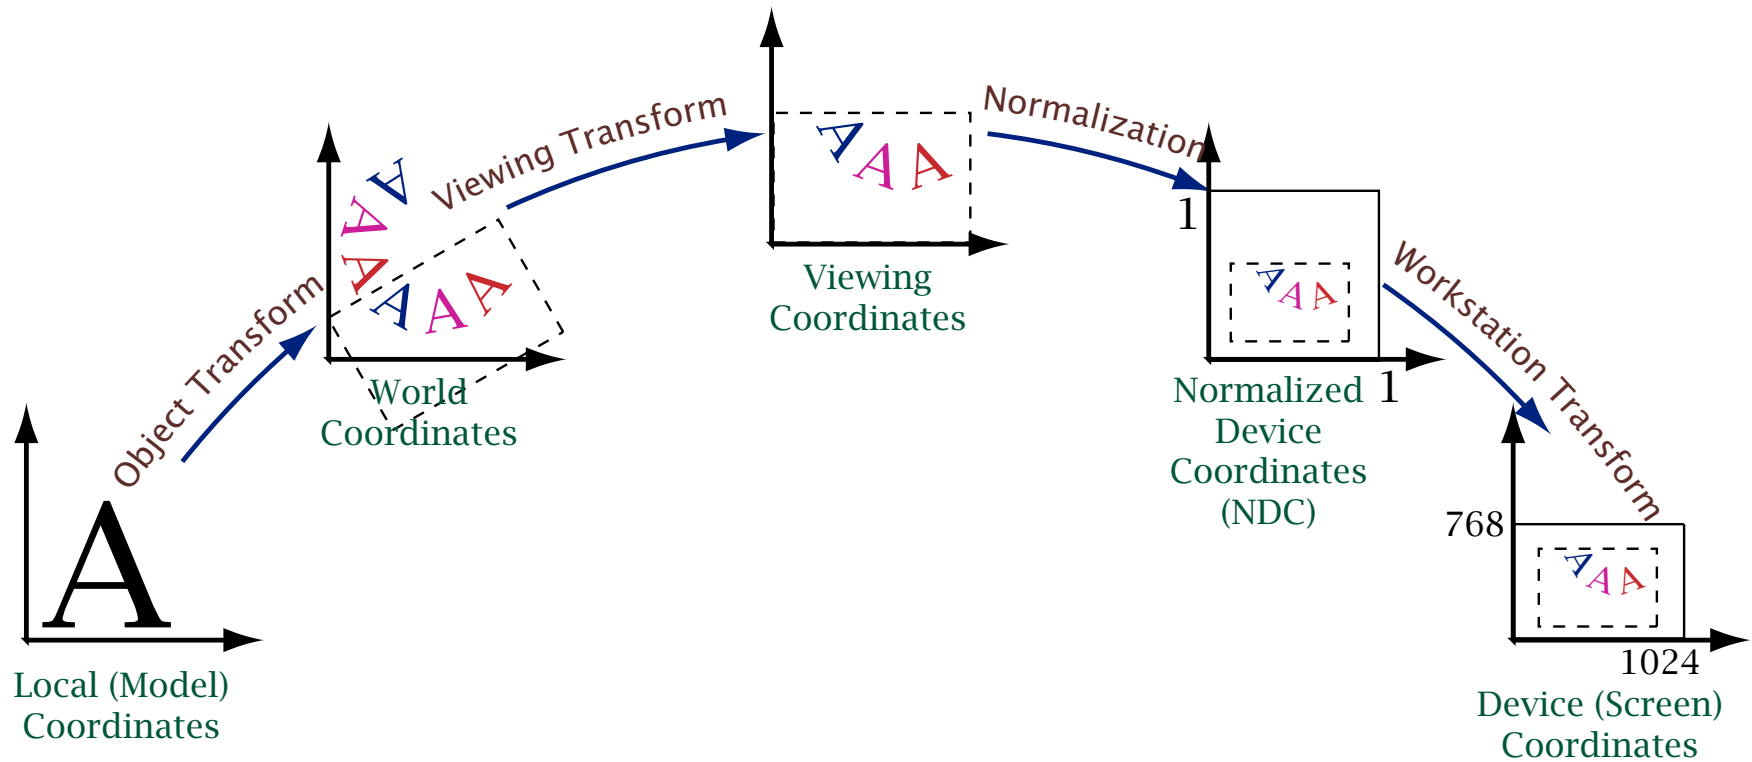 A
Local (Model)
Coordinates
Object Transform
A
A
A
A
A
A
World
Coordinates
Viewing Transform
A
A
A
Viewing
Coordinates
Normalization
1
A
A
A
1
Normalized
Device
Coordinates
(NDC)
Workstation Transform
768
A
A
A
1024
Device (Screen)
Coordinates